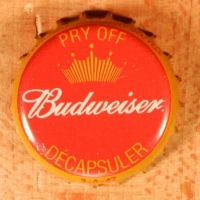 PRY OFF
Budweiser
DÉCAPSULER